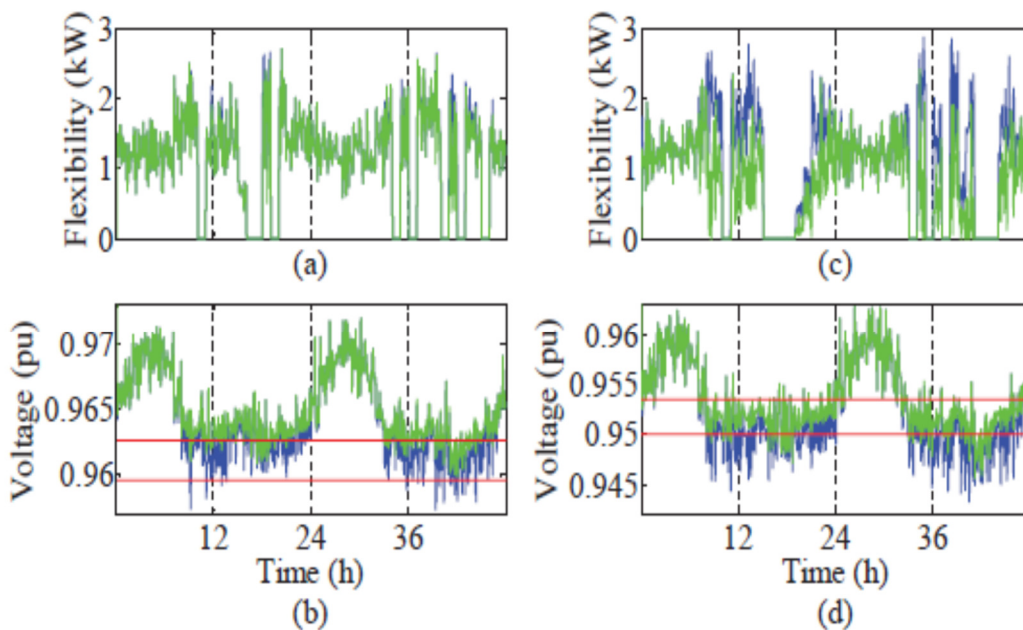 Flexibility (kW)
3
2
1
0
(a)
Flexibility (kW)
3
2
1
0
(c)
Voltage (pu)
0.97
0.965
0.96
12 24 36
Time (h)
(b)
Voltage (pu)
0.96
0.955
0.95
0.945
12 24 36
Time (h)
(d)